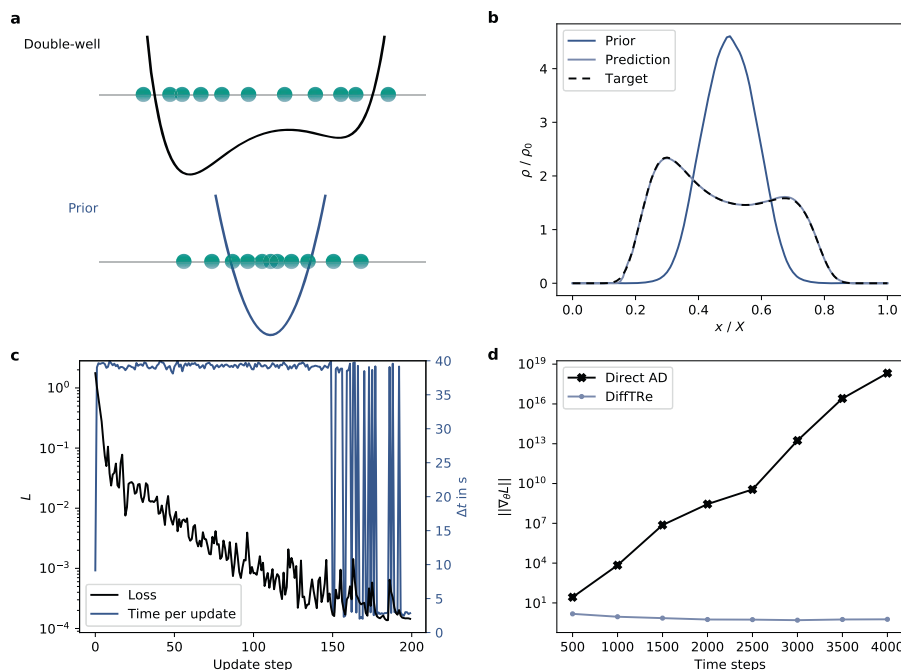 a
Double-well
Prior
b
Prior
Prediction
Target
ρ / ρ0
4
3
2
1
0
0.0 0.2 0.4 0.6 0.8 1.0
x / X
c
10^0
10^−1
10^−2
10^−3
10^−4
L
Loss
Time per update
40
35
30
25
20
15
10
5
0
Δt in s
0 50 100 150 200
Update step
d
Direct AD
DiffTRe
||∇θL||
10^19
10^16
10^13
10^10
10^7
10^4
10^1
500 1000 1500 2000 2500 3000 3500 4000
Time steps